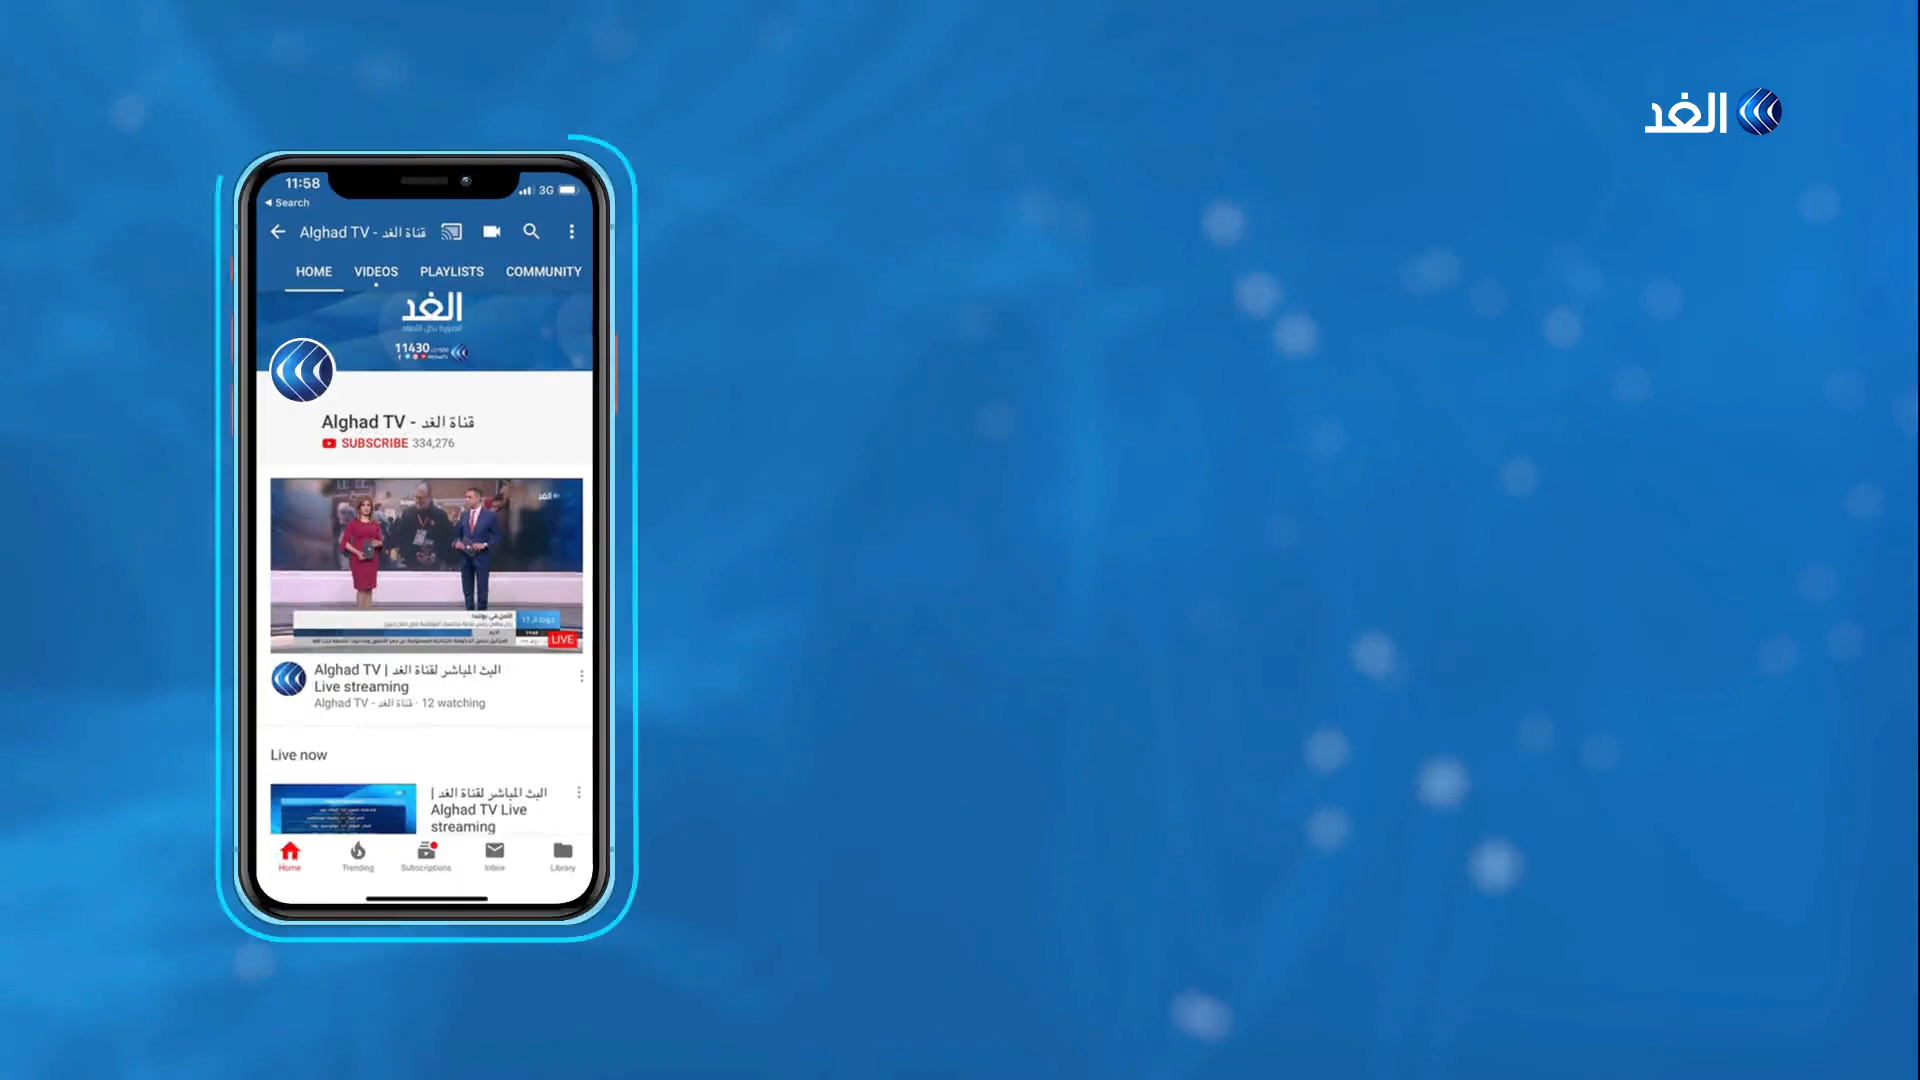 الغد
11:58
3G
Search
Alghad TV - قناة الغد
HOME VIDEOS PLAYLISTS COMMUNITY
الغد
11430
Alghad TV - قناة الغد
SUBSCRIBE 334,276
الغد
LIVE
Alghad TV | البث المباشر لقناة الغد
Live streaming
Alghad TV - قناة الغد · 12 watching
Live now
البث المباشر لقناة الغد |
Alghad TV Live
streaming
Home Trending Subscriptions Inbox Library